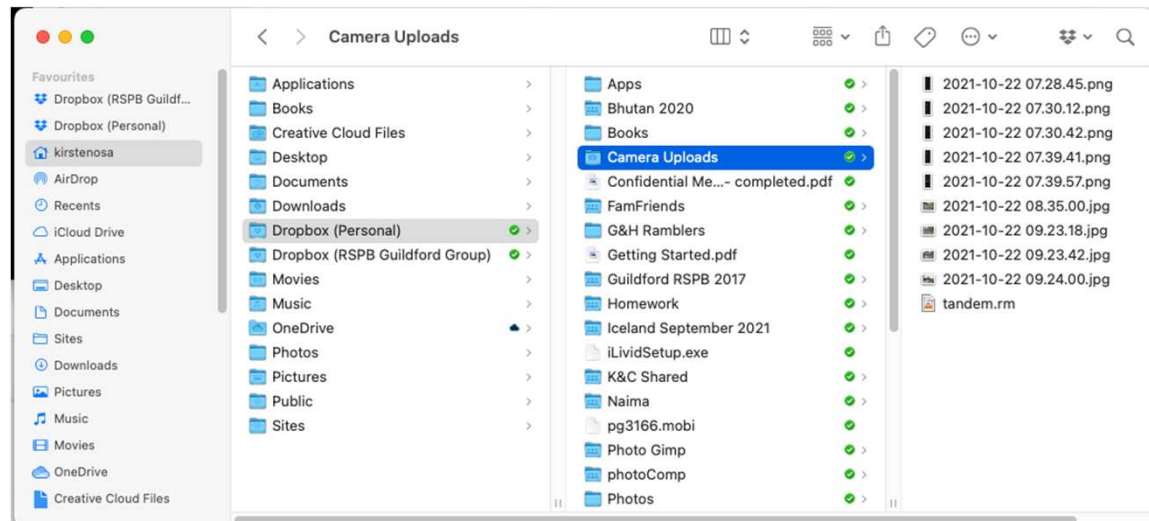 Camera Uploads
Favourites
Dropbox (RSPB Guildf...
Dropbox (Personal)
kirstenosa
AirDrop
Recents
iCloud Drive
Applications
Desktop
Documents
Sites
Downloads
Pictures
Music
Movies
OneDrive
Creative Cloud Files
Applications
Books
Creative Cloud Files
Desktop
Documents
Downloads
Dropbox (Personal)
Dropbox (RSPB Guildford Group)
Movies
Music
OneDrive
Photos
Pictures
Public
Sites
Apps
Bhutan 2020
Books
Camera Uploads
Confidential Me...- completed.pdf
FamFriends
G&H Ramblers
Getting Started.pdf
Guildford RSPB 2017
Homework
Iceland September 2021
iLividSetup.exe
K&C Shared
Naima
pg3166.mobi
Photo Gimp
photoComp
Photos
2021-10-22 07.28.45.png
2021-10-22 07.30.12.png
2021-10-22 07.30.42.png
2021-10-22 07.39.41.png
2021-10-22 07.39.57.png
2021-10-22 08.35.00.jpg
2021-10-22 09.23.18.jpg
2021-10-22 09.23.42.jpg
2021-10-22 09.24.00.jpg
tandem.rm